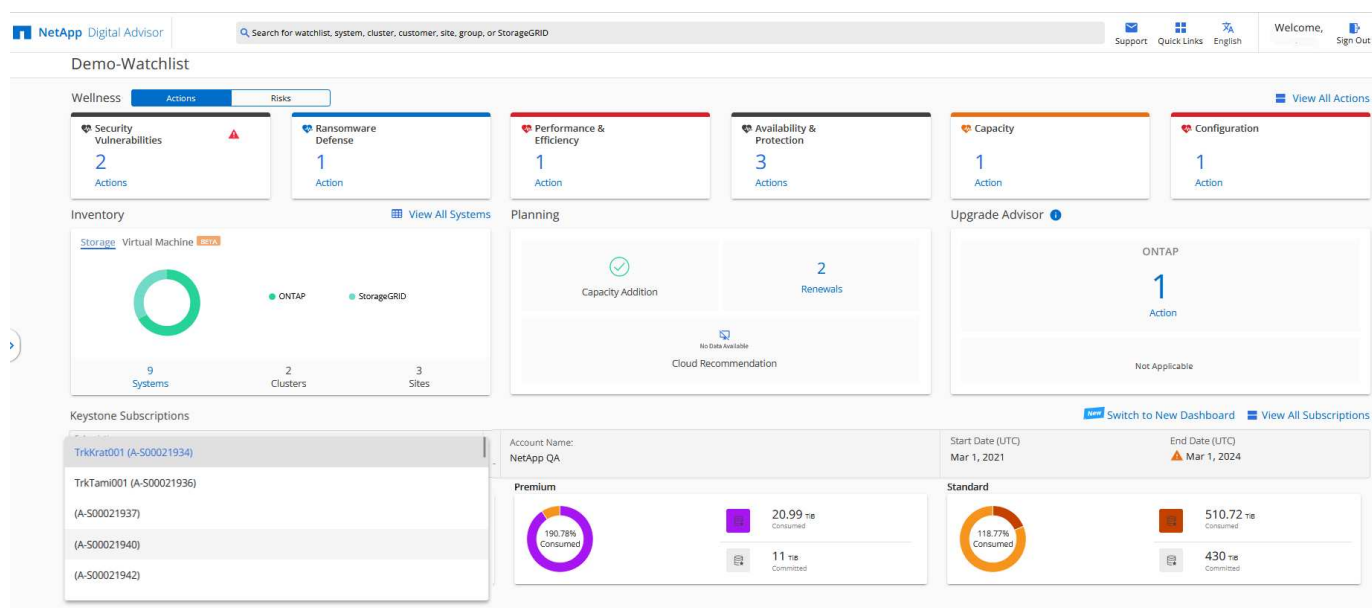 NetApp Digital Advisor
Search for watchlist, system, cluster, customer, site, group, or StorageGRID
Support
Quick Links
English
Welcome,
Sign Out
Demo-Watchlist
Wellness
Actions
Risks
View All Actions
Security
Vulnerabilities
2
Actions
Ransomware
Defense
1
Action
Performance &
Efficiency
1
Action
Availability &
Protection
3
Actions
Capacity
1
Action
Configuration
1
Action
Inventory
View All Systems
Storage Virtual Machine BETA
ONTAP
StorageGRID
9
Systems
2
Clusters
3
Sites
Planning
Capacity Addition
2
Renewals
No Data Available
Cloud Recommendation
Upgrade Advisor
ONTAP
1
Action
Not Applicable
Keystone Subscriptions
New Switch to New Dashboard
View All Subscriptions
TrkKrat001 (A-S00021934)
TrkTami001 (A-S00021936)
(A-S00021937)
(A-S00021940)
(A-S00021942)
Account Name:
NetApp QA
Start Date (UTC)
Mar 1, 2021
End Date (UTC)
Mar 1, 2024
Premium
190.78%
Consumed
20.99 TiB
Consumed
11 TiB
Committed
Standard
118.77%
Consumed
510.72 TiB
Consumed
430 TiB
Committed